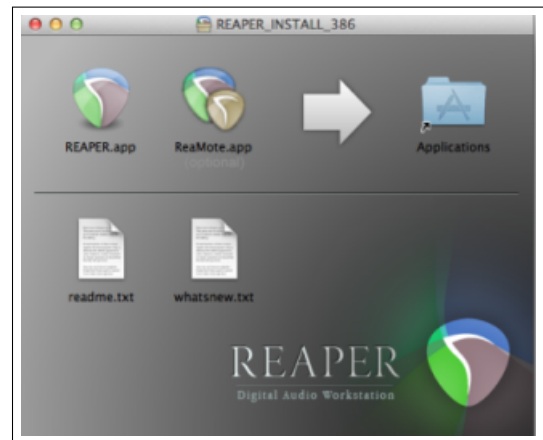 REAPER_INSTALL_386
REAPER.app
ReaMote.app
(optional)
Applications
readme.txt
whatsnew.txt
REAPER
Digital Audio Workstation